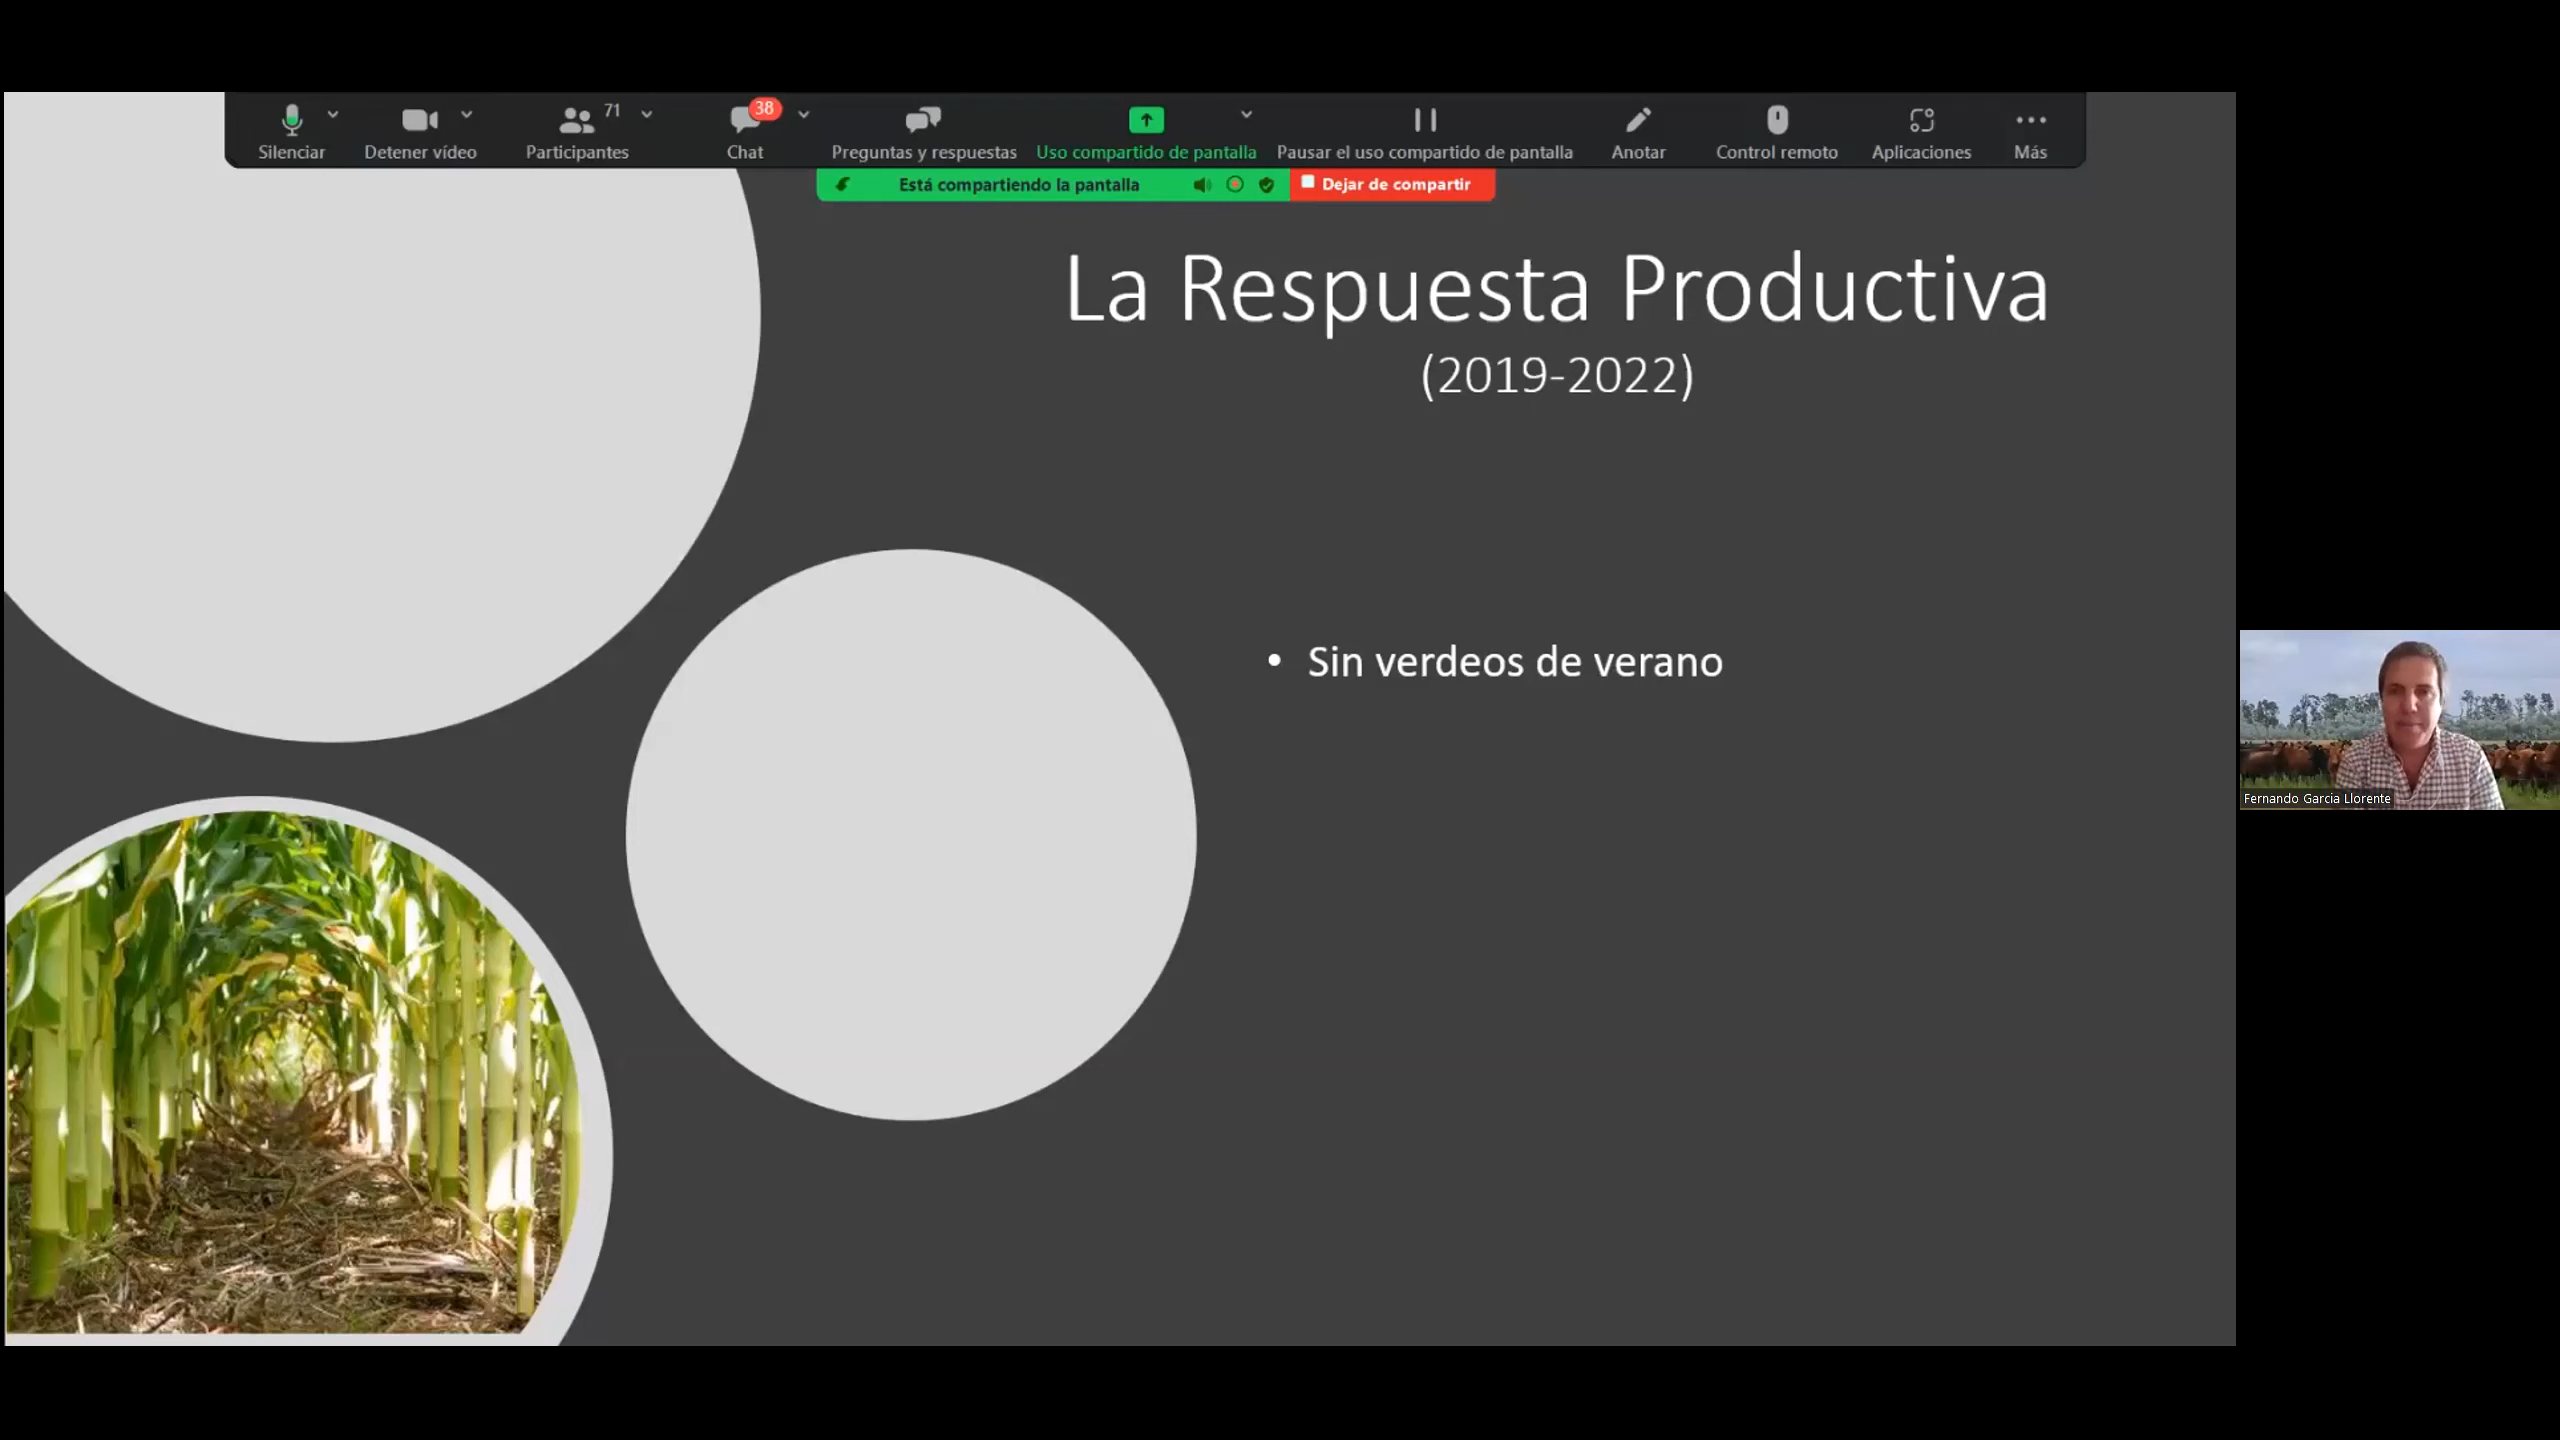 71
38
Silenciar
Detener vídeo
Participantes
Chat
Preguntas y respuestas
Uso compartido de pantalla
Pausar el uso compartido de pantalla
Anotar
Control remoto
Aplicaciones
Más
Está compartiendo la pantalla
Dejar de compartir
La Respuesta Productiva
(2019-2022)
• Sin verdeos de verano
Fernando Garcia Llorente